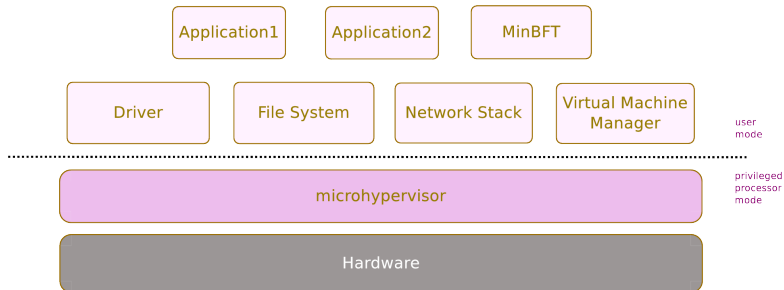 Application1
Application2
MinBFT
Driver
File System
Network Stack
Virtual Machine
Manager
user
mode
privileged
processor
mode
microhypervisor
Hardware